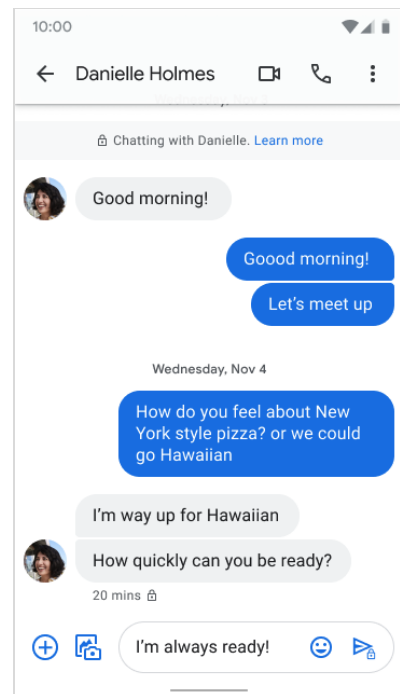 10:00
Danielle Holmes
Chatting with Danielle. Learn more
Good morning!
Goood morning!
Let's meet up
Wednesday, Nov 4
How do you feel about New
York style pizza? or we could
go Hawaiian
I'm way up for Hawaiian
How quickly can you be ready?
20 mins
I'm always ready!